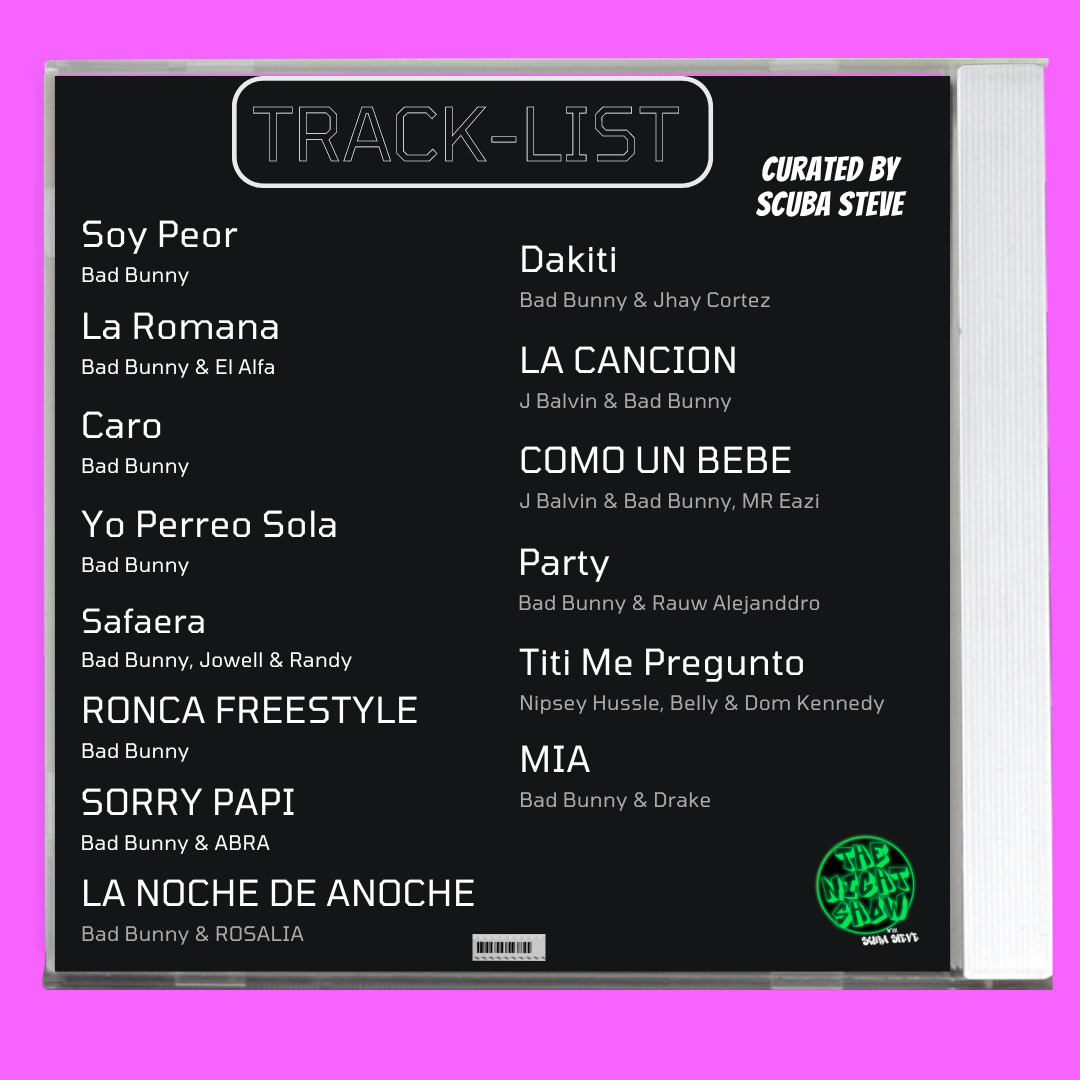 TRACK-LIST
CURATED BY
SCUBA STEVE
Soy Peor
Bad Bunny
La Romana
Bad Bunny & El Alfa
Caro
Bad Bunny
Yo Perreo Sola
Bad Bunny
Safaera
Bad Bunny, Jowell & Randy
RONCA FREESTYLE
Bad Bunny
SORRY PAPI
Bad Bunny & ABRA
LA NOCHE DE ANOCHE
Bad Bunny & ROSALIA
Dakiti
Bad Bunny & Jhay Cortez
LA CANCION
J Balvin & Bad Bunny
COMO UN BEBE
J Balvin & Bad Bunny, MR Eazi
Party
Bad Bunny & Rauw Alejanddro
Titi Me Pregunto
Nipsey Hussle, Belly & Dom Kennedy
MIA
Bad Bunny & Drake
THE
NIGHT
SHOW
WITH
SCUBA STEVE